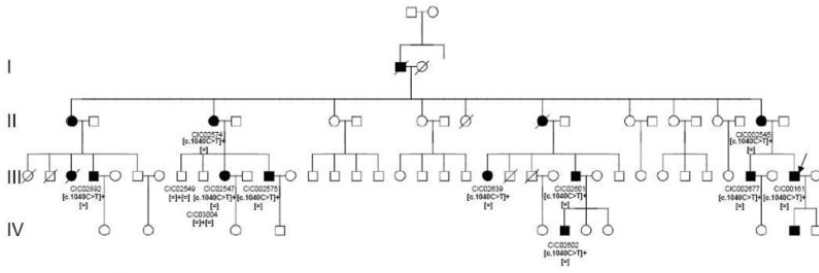 I
II
CIC02574
[c.1040C>T]+
[=]
CIC002545
[c.1040C>T]+
[=]
III
CIC02892
[c.1040C>T]+
[=]
CIC02549
[=]+[=]
CIC02547
[c.1040C>T]+
[=]
CIC002575
[c.1040C>T]+
[=]
CIC03004
[=]+[=]
CIC02639
[c.1040C>T]+
[=]
CIC02601
[c.1040C>T]+
[=]
CIC002677
[c.1040C>T]+
[=]
CIC00161
[c.1040C>T]+
[=]
IV
CIC02602
[c.1040C>T]+
[=]